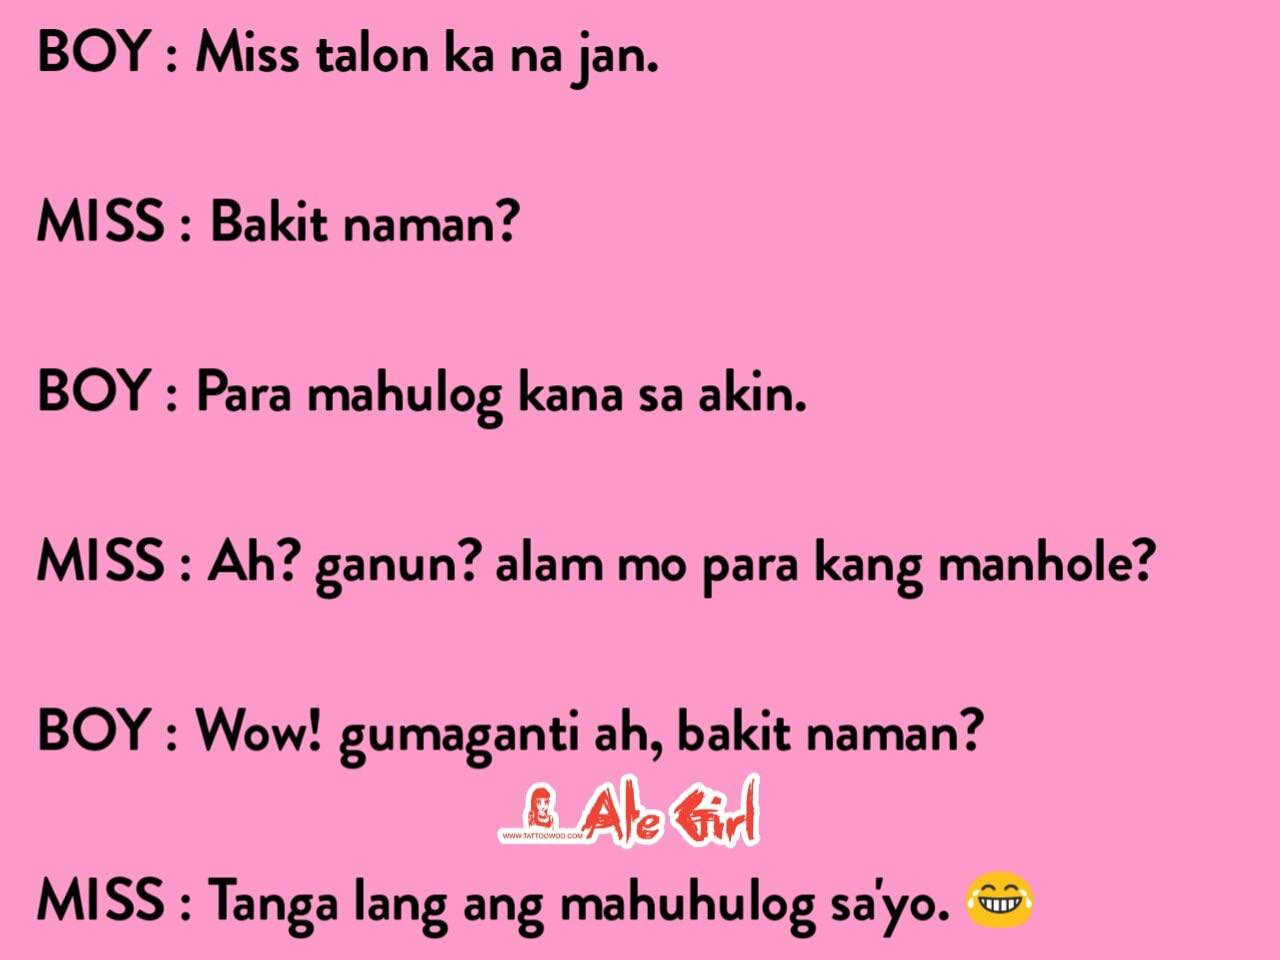 BOY : Miss talon ka na jan.
MISS : Bakit naman?
BOY : Para mahulog kana sa akin.
MISS : Ah? ganun? alam mo para kang manhole?
BOY : Wow! gumaganti ah, bakit naman?
Ate Girl
WWW.TATTOOWOO.COM
MISS : Tanga lang ang mahuhulog sa'yo. 😂